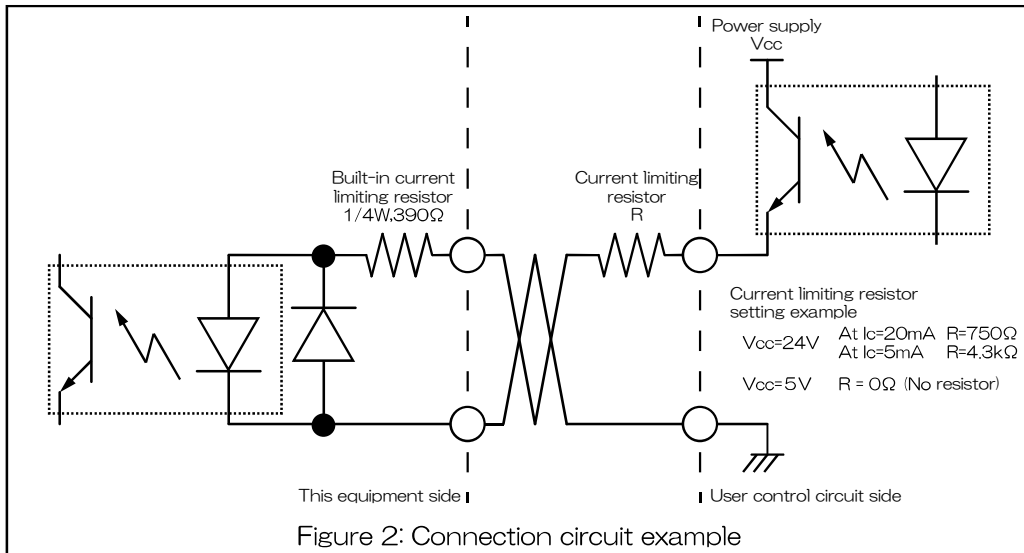 Power supply
Vcc
Built-in current
limiting resistor
1/4W,390Ω
Current limiting
resistor
R
Current limiting resistor
setting example
Vcc=24V At Ic=20mA R=750Ω
At Ic=5mA R=4.3kΩ
Vcc=5V R = 0Ω (No resistor)
This equipment side
User control circuit side
Figure 2: Connection circuit example